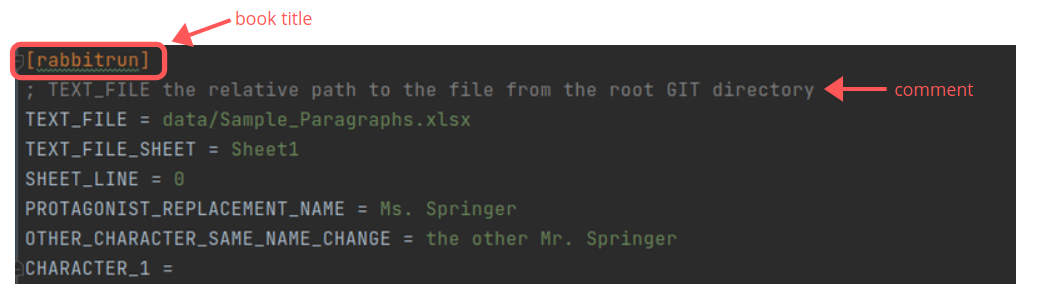 book title
[rabbitrun]
; TEXT_FILE the relative path to the file from the root GIT directory
comment
TEXT_FILE = data/Sample_Paragraphs.xlsx
TEXT_FILE_SHEET = Sheet1
SHEET_LINE = 0
PROTAGONIST_REPLACEMENT_NAME = Ms. Springer
OTHER_CHARACTER_SAME_NAME_CHANGE = the other Mr. Springer
CHARACTER_1 =